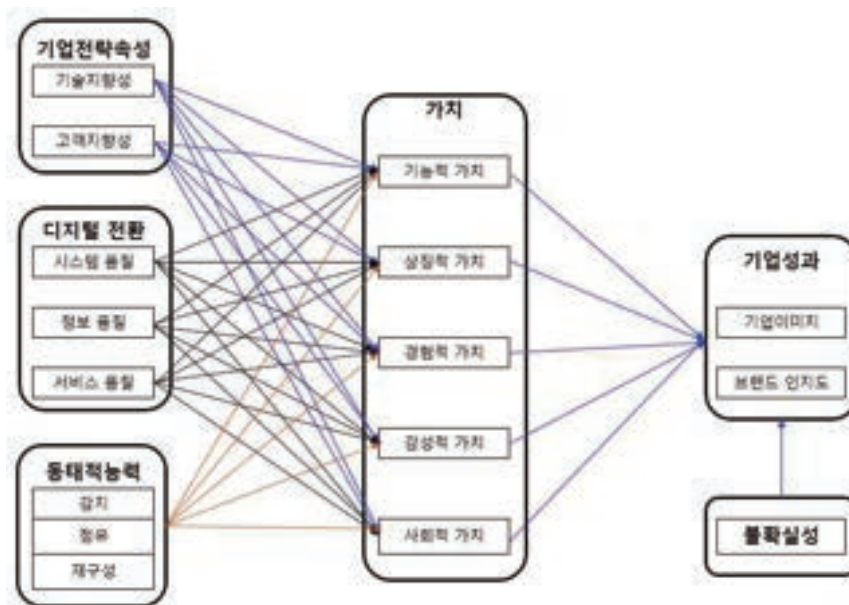 기업전략속성
기술지향성
고객지향성
디지털 전환
시스템 품질
정보 품질
서비스 품질
동태적능력
감지
점유
재구성
가치
기능적 가치
상징적 가치
경험적 가치
감성적 가치
사회적 가치
기업성과
기업이미지
브랜드 인지도
불확실성